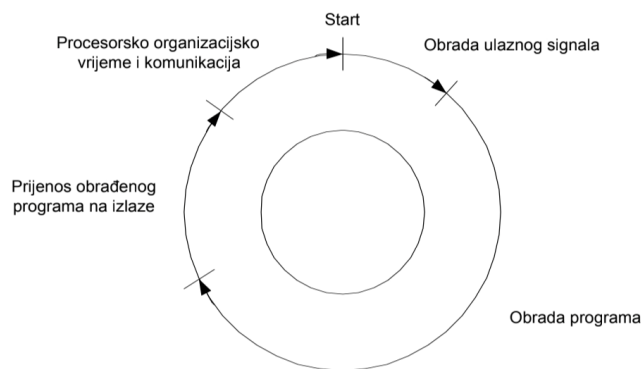 Start
Procesorsko organizacijsko
vrijeme i komunikacija
Obrada ulaznog signala
Prijenos obrađenog
programa na izlaze
Obrada programa